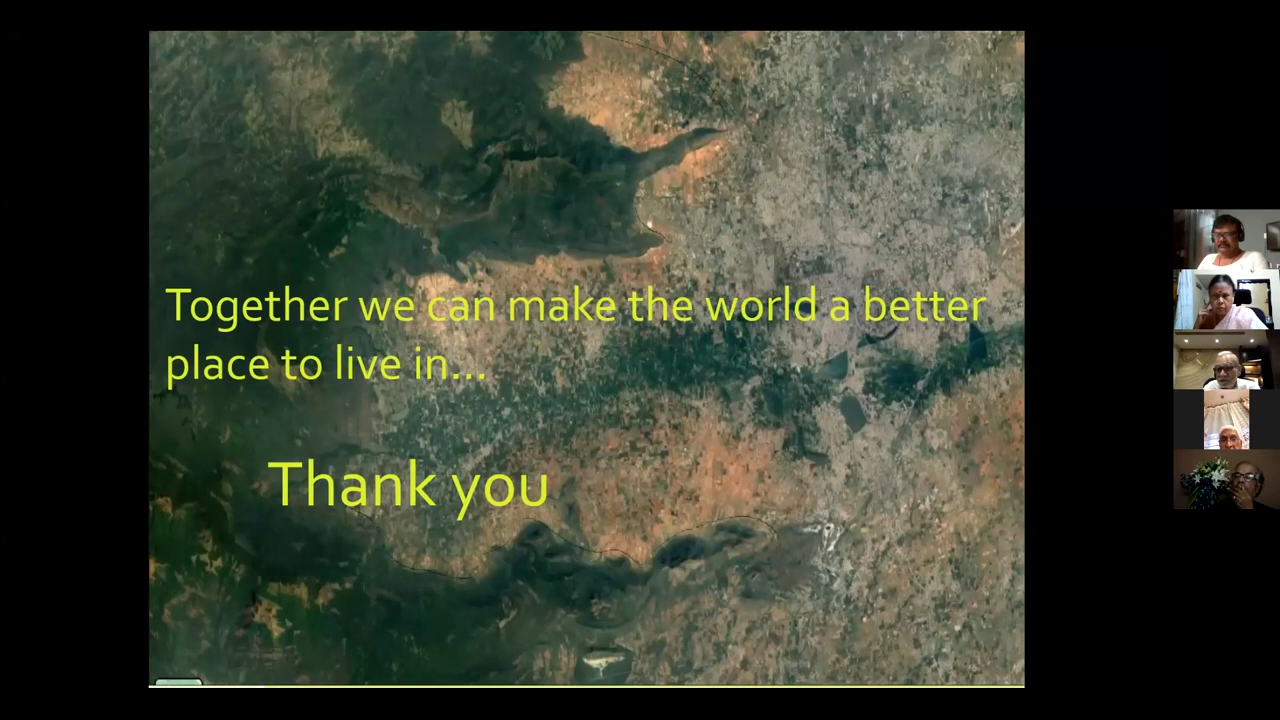 Together we can make the world a better
place to live in...
Thank you